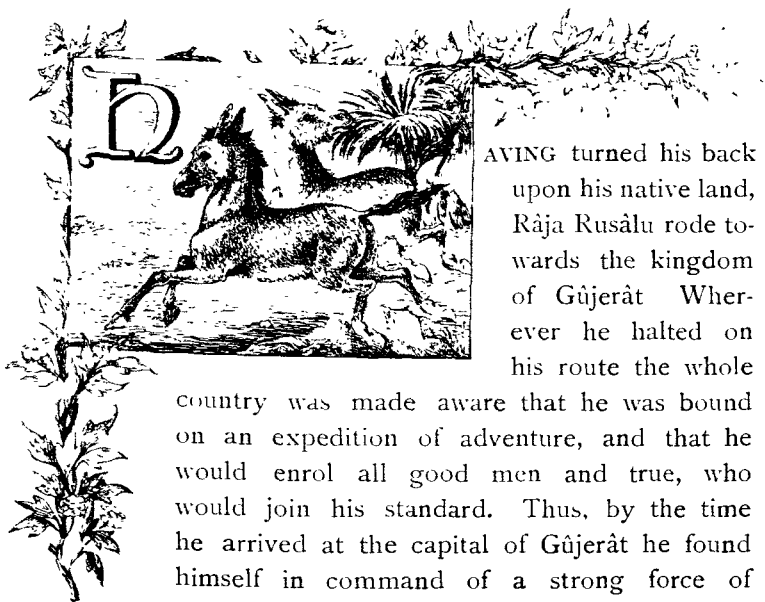 HAVING turned his back
upon his native land,
Râja Rusâlu rode to-
wards the kingdom
of Gûjerât Wher-
ever he halted on
his route the whole
country was made aware that he was bound
on an expedition of adventure, and that he
would enrol all good men and true, who
would join his standard. Thus, by the time
he arrived at the capital of Gûjerât he found
himself in command of a strong force of